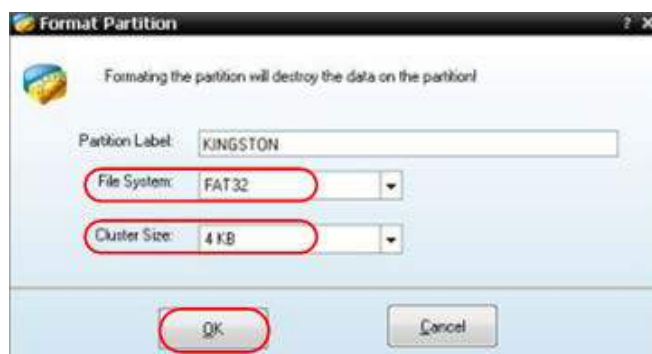 Format Partition ? X
Formating the partition will destroy the data on the partition!
Partition Label: KINGSTON
File System: FAT32
Cluster Size: 4 KB
OK Cancel